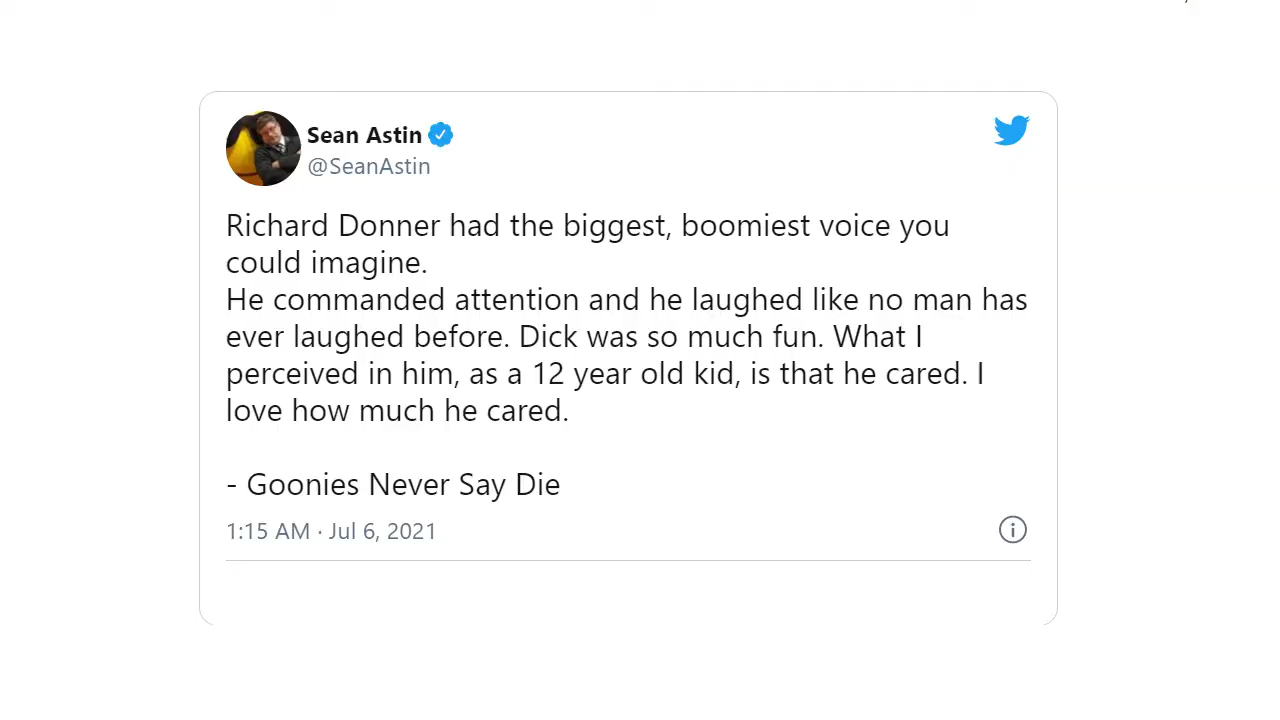 Sean Astin
@SeanAstin
Richard Donner had the biggest, boomiest voice you
could imagine.
He commanded attention and he laughed like no man has
ever laughed before. Dick was so much fun. What I
perceived in him, as a 12 year old kid, is that he cared. I
love how much he cared.
- Goonies Never Say Die
1:15 AM · Jul 6, 2021